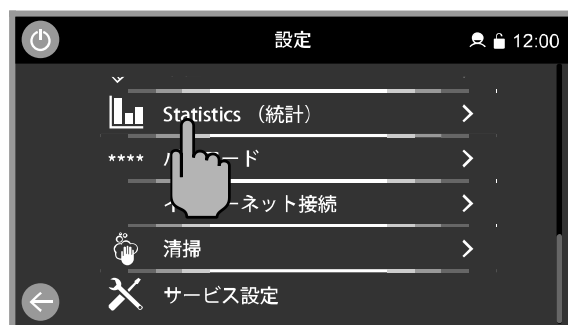 設定 12:00
Statistics （統計）
**** ード
イ ーネット接続
清掃
サービス設定